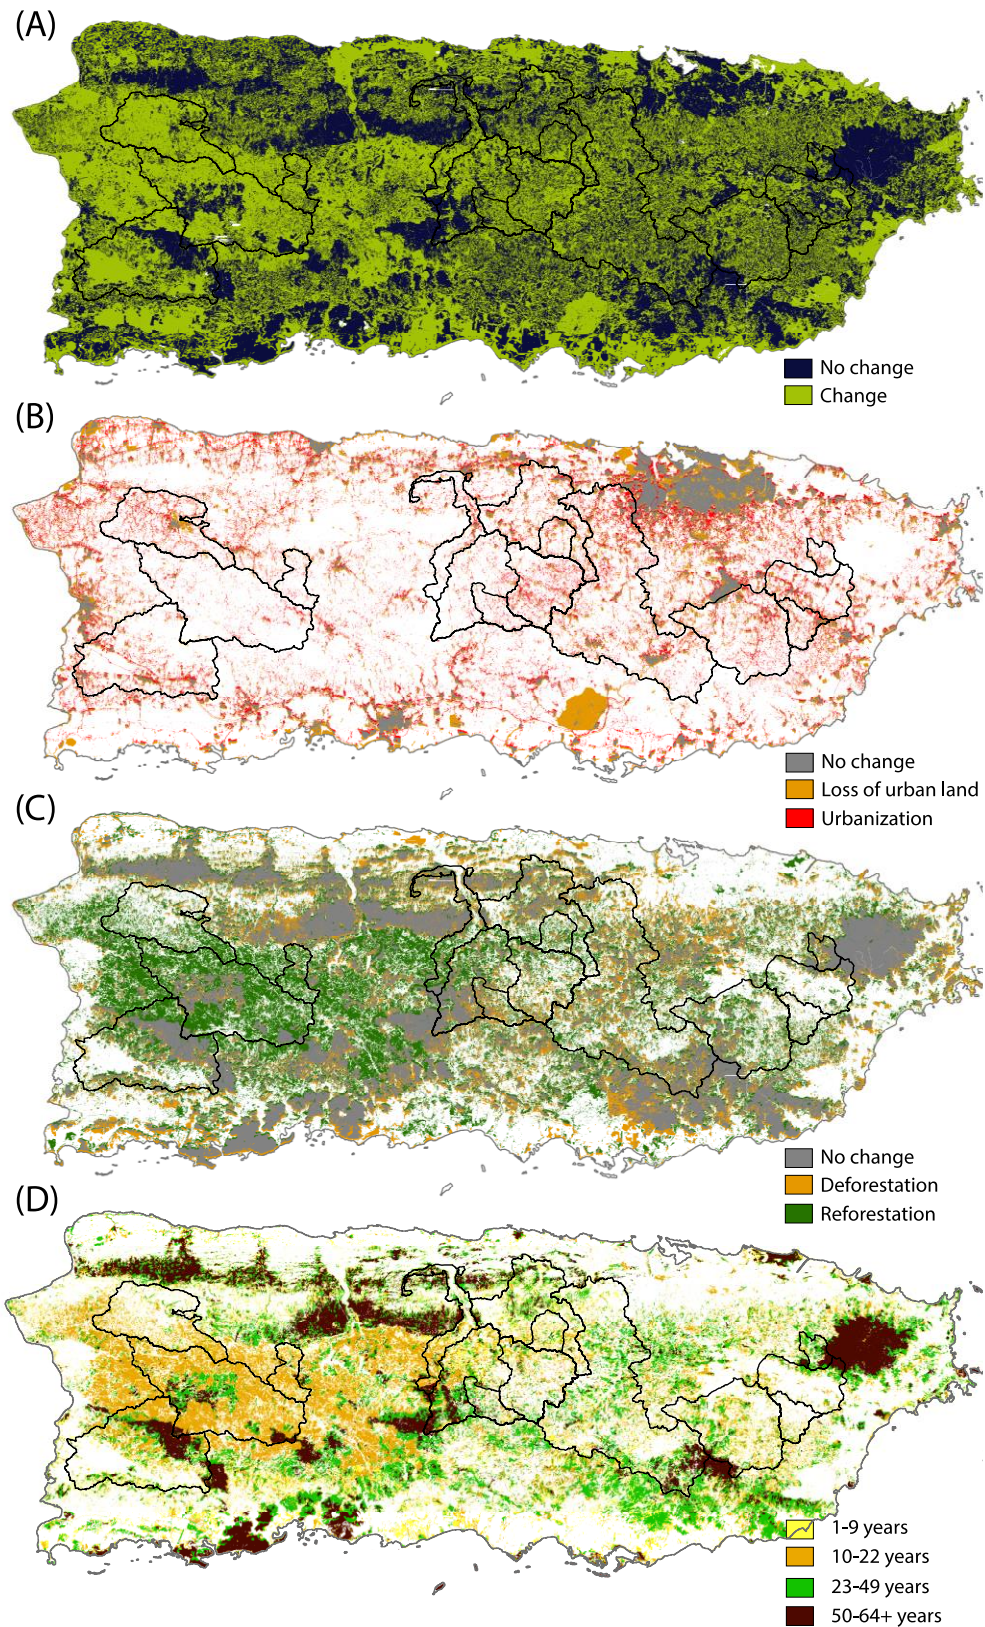 (A)
No change
Change
(B)
No change
Loss of urban land
Urbanization
(C)
No change
Deforestation
Reforestation
(D)
1-9 years
10-22 years
23-49 years
50-64+ years